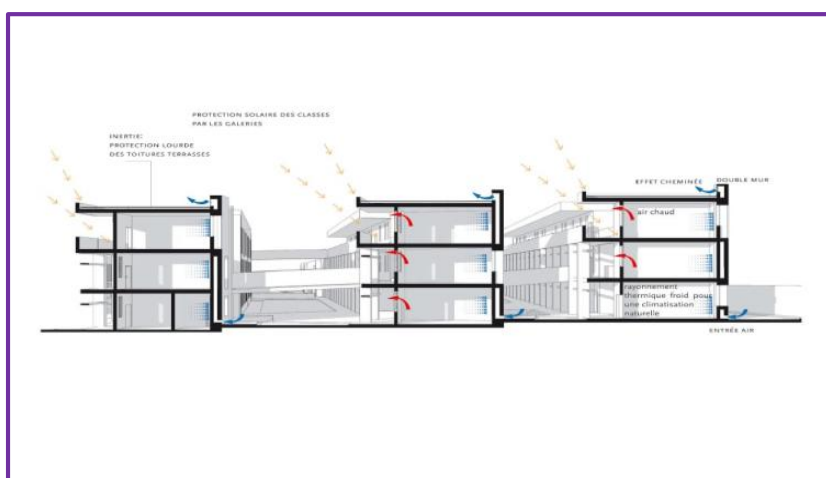 PROTECTION SOLAIRE DES CLASSES
PAR LES GALERIES
INERTIE:
PROTECTION LOURDE
DES TOITURES TERRASSES
EFFET CHEMINÉE
DOUBLE MUR
air chaud
rayonnement
thermique froid pour
une climatisation
naturelle
ENTRÉE AIR